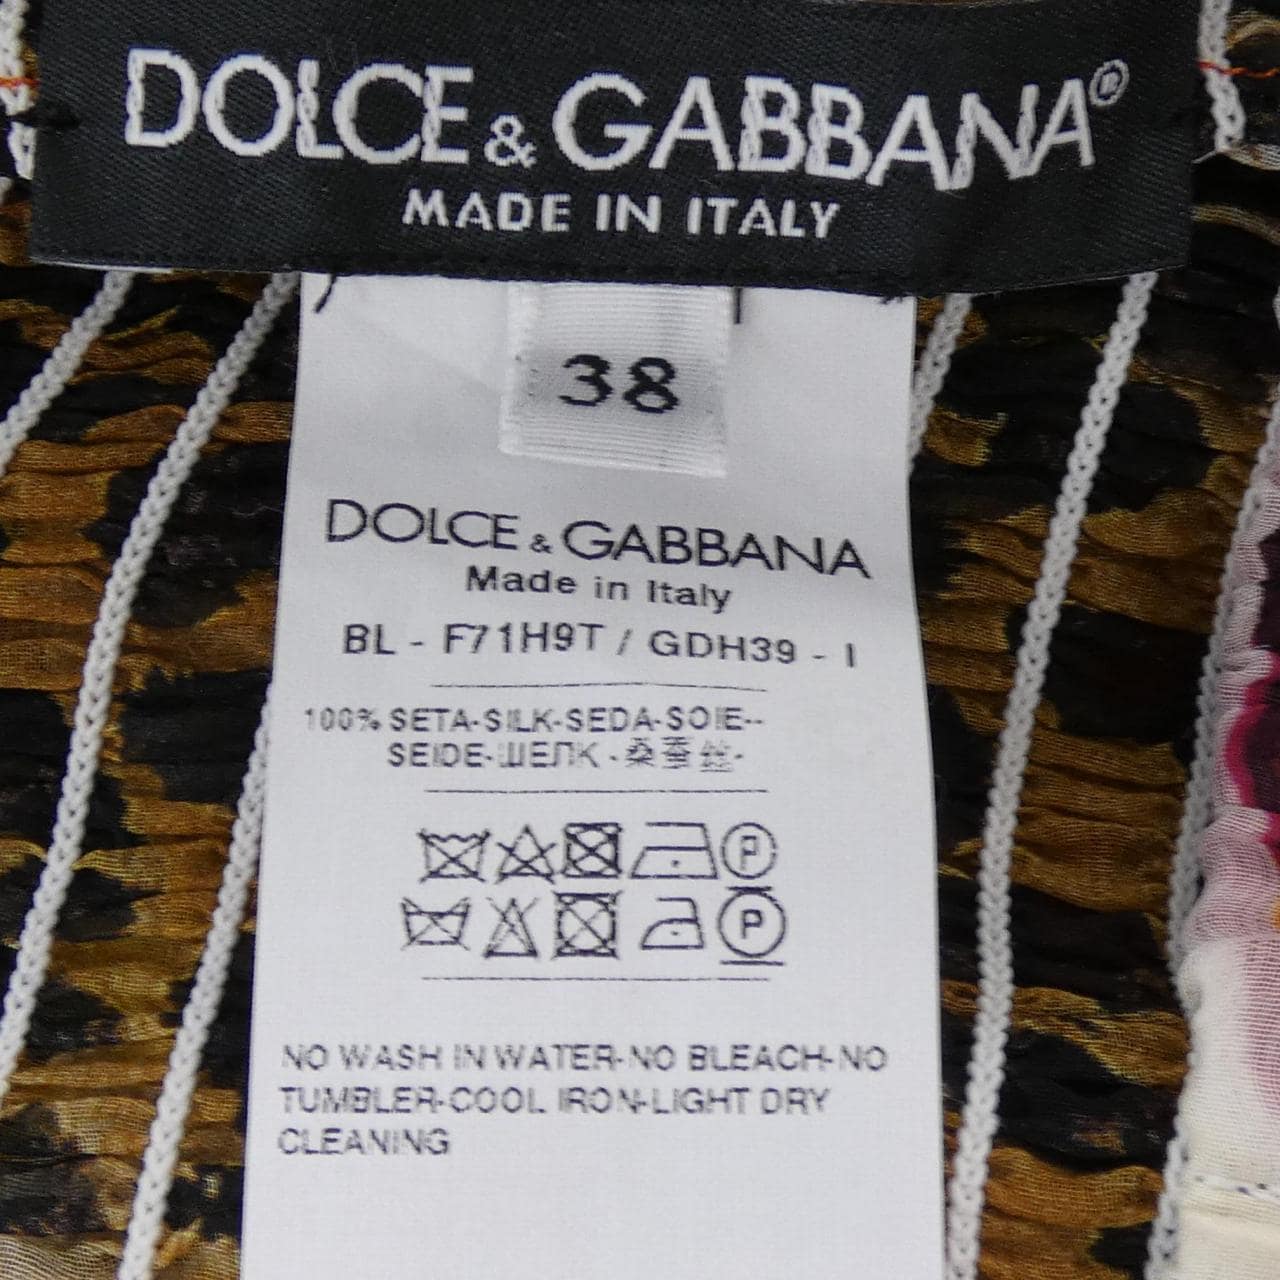 DOLCE & GABBANA®
MADE IN ITALY
38
DOLCE & GABBANA
Made in Italy
BL - F71H9T / GDH39 - I
100% SETA-SILK-SEDA-SOIE--
SEIDE-ШЕЛК -桑蚕丝-
P
P
NO WASH IN WATER-NO BLEACH-NO
TUMBLER-COOL IRON-LIGHT DRY
CLEANING